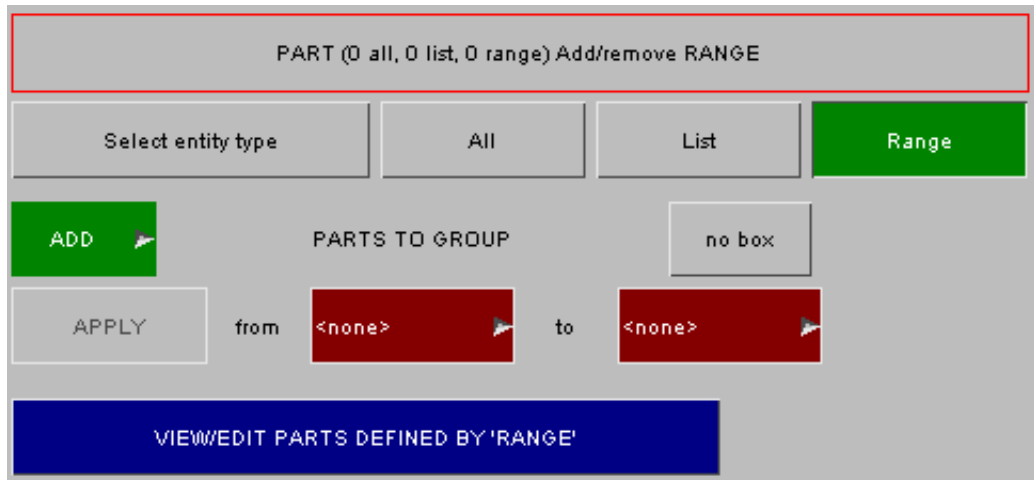 PART (0 all, 0 list, 0 range) Add/remove RANGE
Select entity type All List Range
ADD PARTS TO GROUP no box
APPLY from <none> to <none>
VIEW/EDIT PARTS DEFINED BY 'RANGE'